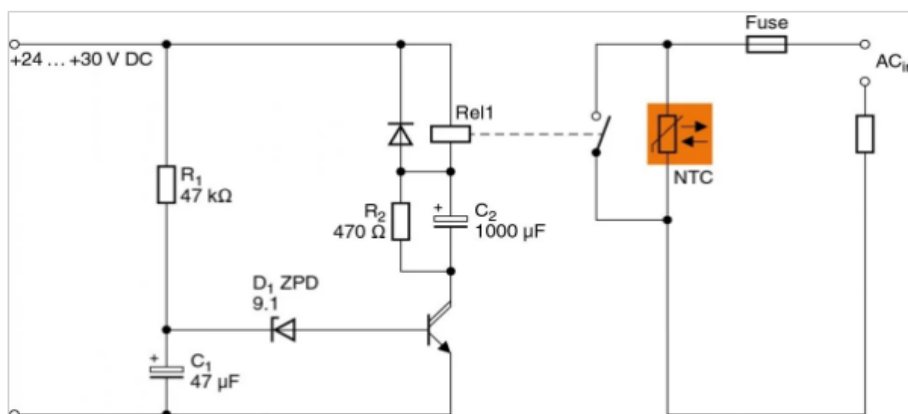 Fuse
+24 ... +30 V DC
ACin
Rel1
R1
47 kΩ
NTC
R2
470 Ω
+
C2
1000 µF
D1 ZPD
9.1
+
C1
47 µF